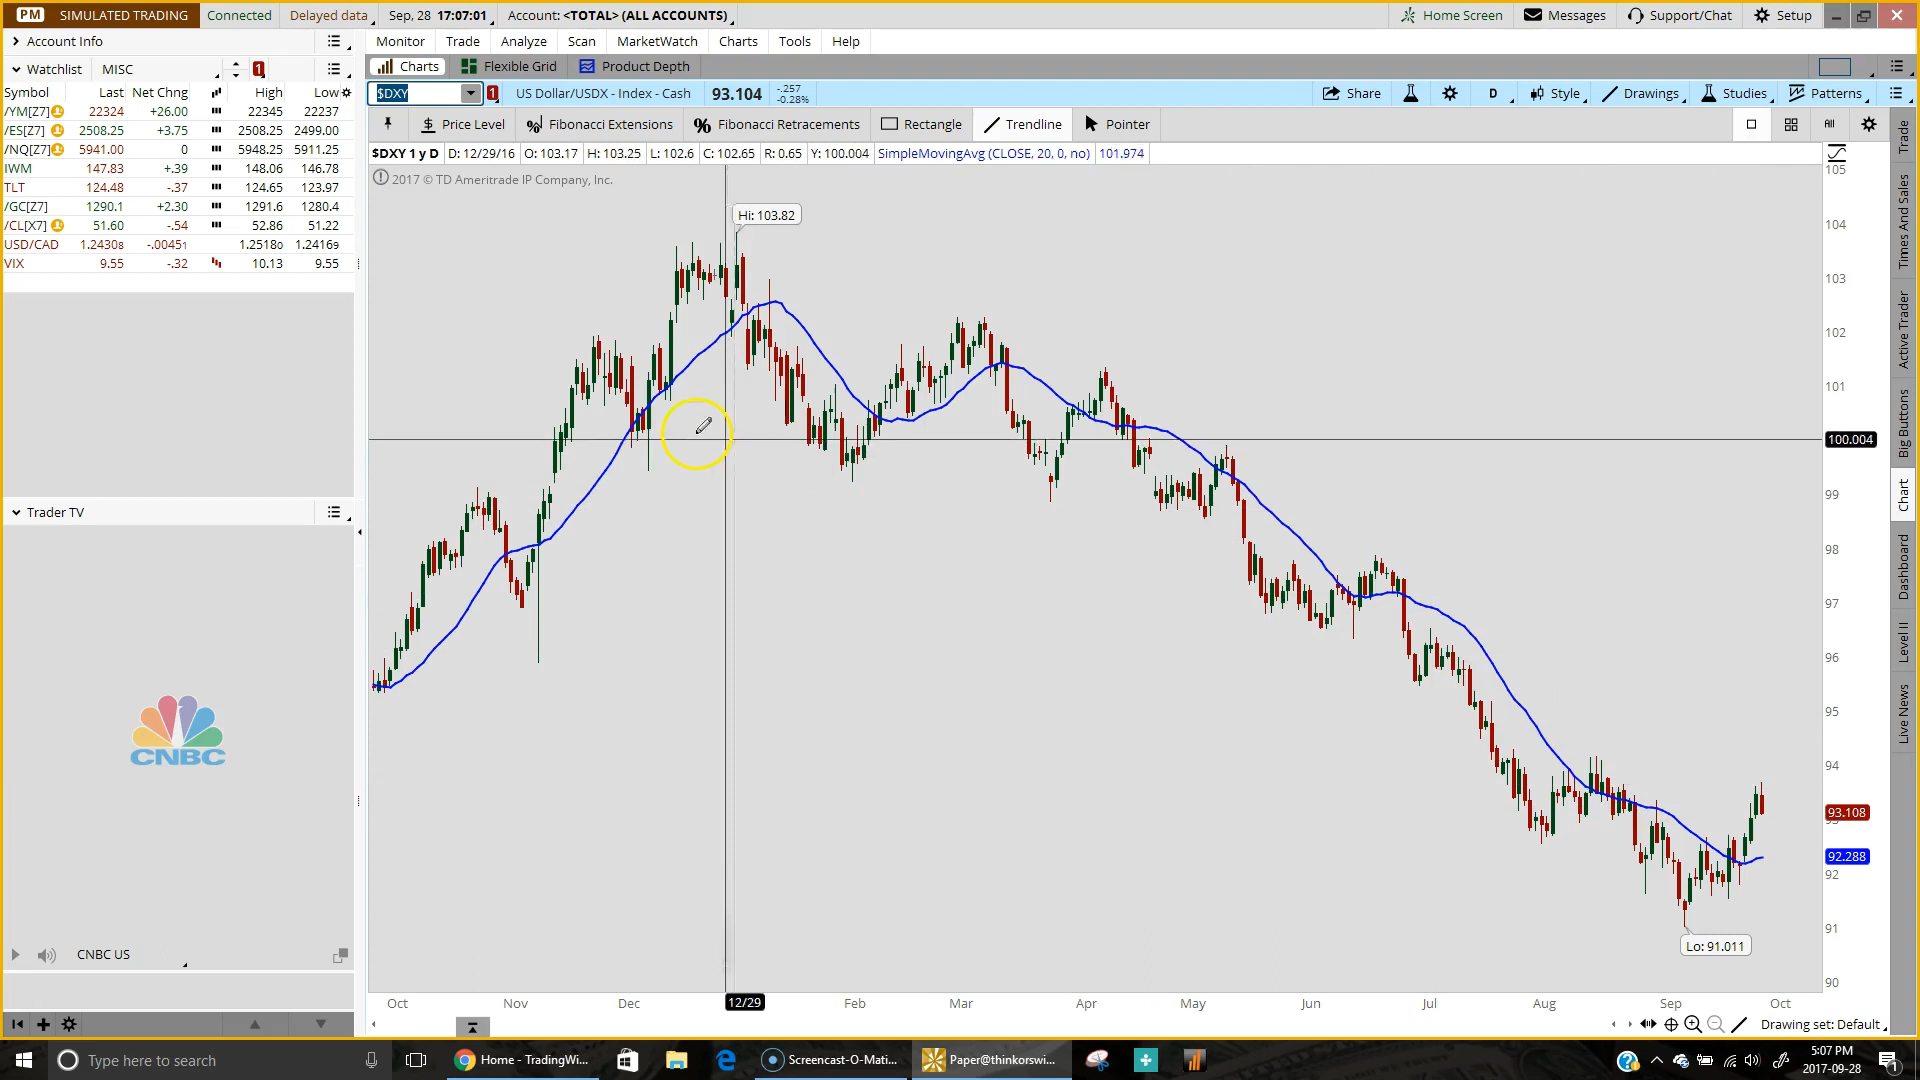 PM SIMULATED TRADING Connected Delayed data Sep, 28 17:07:01 Account: <TOTAL> (ALL ACCOUNTS) Home Screen Messages Support/Chat Setup
Account Info Monitor Trade Analyze Scan MarketWatch Charts Tools Help
Watchlist MISC 1 Charts Flexible Grid Product Depth
Symbol Last Net Chng High Low $DXY 1 US Dollar/USDX - Index - Cash 93.104 -.257 -0.28% Share D Style Drawings Studies Patterns
/YM[Z7] 22324 +26.00 22345 22237
/ES[Z7] 2508.25 +3.75 2508.25 2499.00
/NQ[Z7] 5941.00 0 5948.25 5911.25
IWM 147.83 +.39 148.06 146.78
TLT 124.48 -.37 124.65 123.97
/GC[Z7] 1290.1 +2.30 1291.6 1280.4
/CL[X7] 51.60 -.54 52.86 51.22
USD/CAD 1.24308 -.00451 1.25180 1.24169
VIX 9.55 -.32 10.13 9.55
Price Level Fibonacci Extensions Fibonacci Retracements Rectangle Trendline Pointer All
$DXY 1 y D D: 12/29/16 O: 103.17 H: 103.25 L: 102.6 C: 102.65 R: 0.65 Y: 100.004 SimpleMovingAvg (CLOSE, 20, 0, no) 101.974
2017 © TD Ameritrade IP Company, Inc.
105
Hi: 103.82
104
103
102
101
100.004
99
98
97
96
95
94
93.108
92.288
92
91
Lo: 91.011
90
Oct Nov Dec 12/29 Feb Mar Apr May Jun Jul Aug Sep Oct
Drawing set: Default
Trade
Times And Sales
Active Trader
Big Buttons
Chart
Dashboard
Level II
Live News
Trader TV
CNBC
CNBC US
Type here to search Home - TradingWi... Screencast-O-Mati... Paper@thinkorswi... 5:07 PM
2017-09-28
1